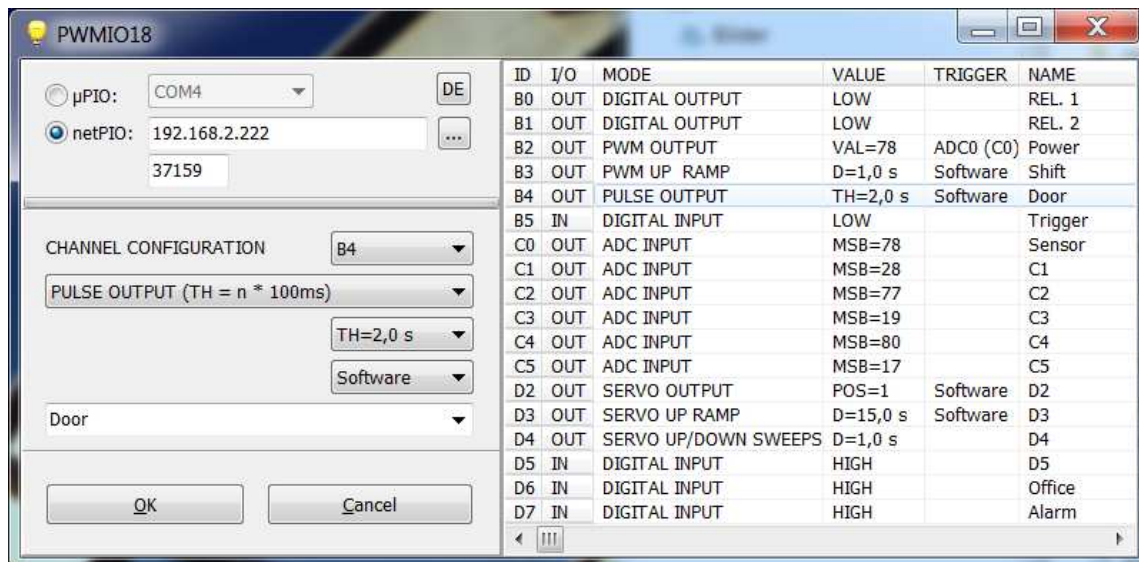 PWMIO18
µPIO: COM4 DE
netPIO: 192.168.2.222 ...
37159
CHANNEL CONFIGURATION B4
PULSE OUTPUT (TH = n * 100ms)
TH=2,0 s
Software
Door
OK Cancel
ID I/O MODE VALUE TRIGGER NAME
B0 OUT DIGITAL OUTPUT LOW REL. 1
B1 OUT DIGITAL OUTPUT LOW REL. 2
B2 OUT PWM OUTPUT VAL=78 ADC0 (C0) Power
B3 OUT PWM UP RAMP D=1,0 s Software Shift
B4 OUT PULSE OUTPUT TH=2,0 s Software Door
B5 IN DIGITAL INPUT LOW Trigger
C0 OUT ADC INPUT MSB=78 Sensor
C1 OUT ADC INPUT MSB=28 C1
C2 OUT ADC INPUT MSB=77 C2
C3 OUT ADC INPUT MSB=19 C3
C4 OUT ADC INPUT MSB=80 C4
C5 OUT ADC INPUT MSB=17 C5
D2 OUT SERVO OUTPUT POS=1 Software D2
D3 OUT SERVO UP RAMP D=15,0 s Software D3
D4 OUT SERVO UP/DOWN SWEEPS D=1,0 s D4
D5 IN DIGITAL INPUT HIGH D5
D6 IN DIGITAL INPUT HIGH Office
D7 IN DIGITAL INPUT HIGH Alarm